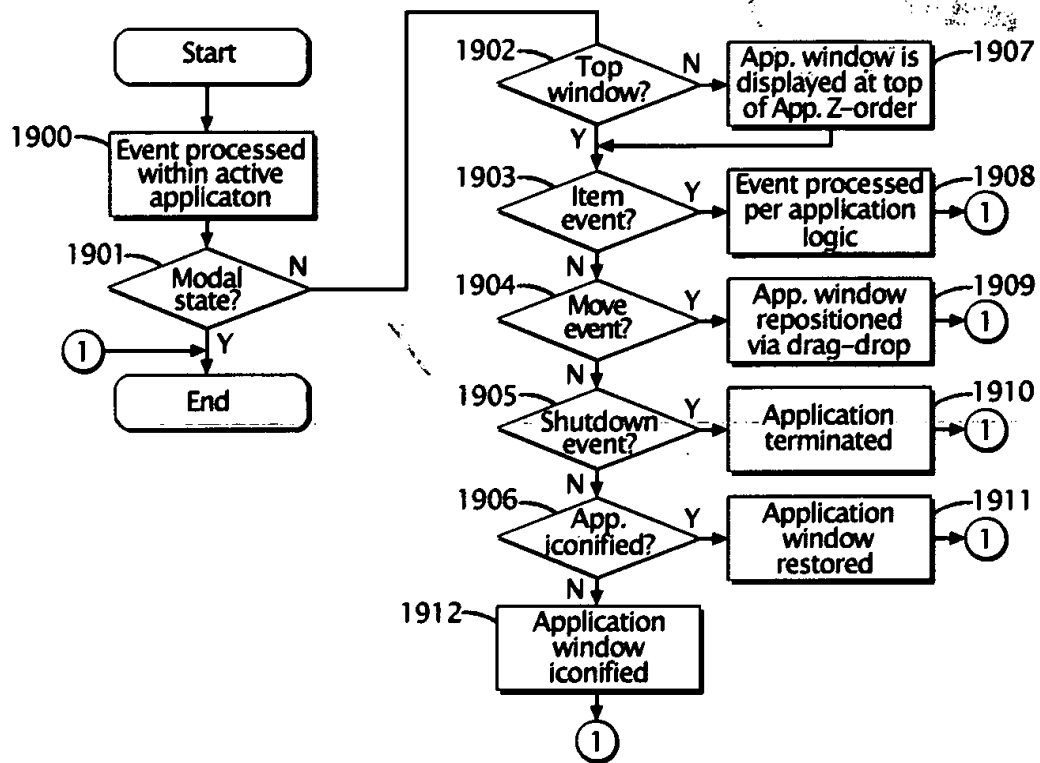 Start
1900
Event processed
within active
applicaton
1901
Modal
state?
N
Y
1
End
1902
Top
window?
N
Y
App. window is
displayed at top
of App. Z-order
1907
1903
Item
event?
Y
N
Event processed
per application
logic
1908
1
1904
Move
event?
Y
N
App. window
repositioned
via drag-drop
1909
1
1905
Shutdown
event?
Y
N
Application
terminated
1910
1
1906
App.
iconified?
Y
N
Application
window
restored
1911
1
1912
Application
window
iconified
1